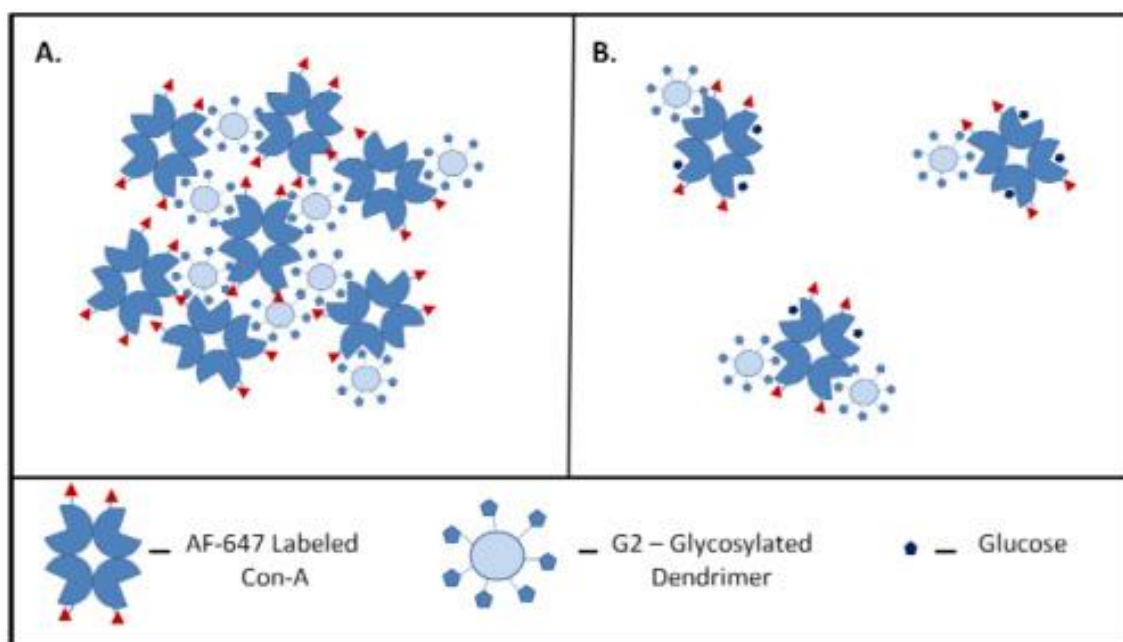 A.
B.
AF-647 Labeled
Con-A
G2 – Glycosylated
Dendrimer
Glucose